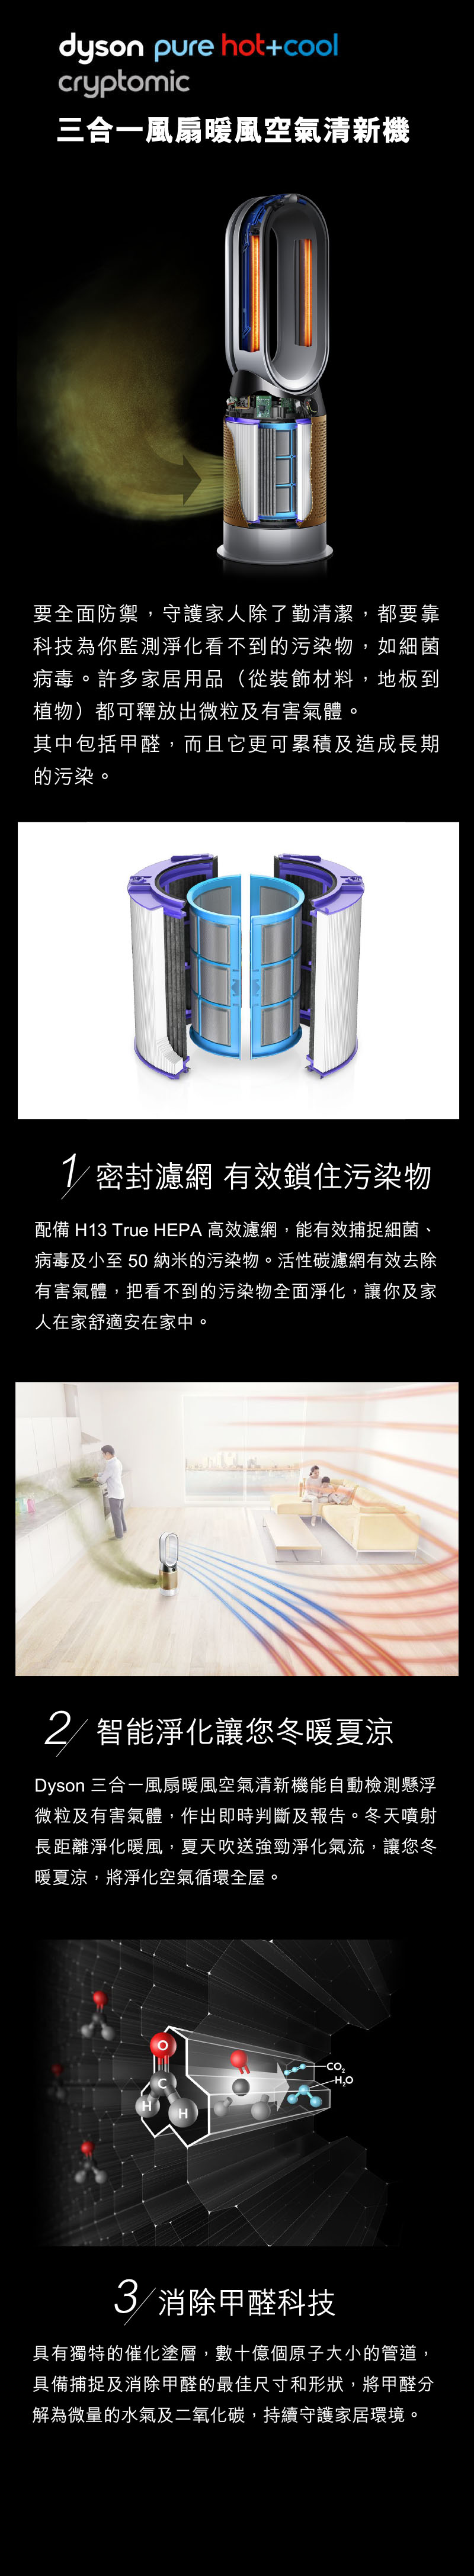 dyson pure hot+cool
cryptomic
三合一風扇暖風空氣清新機
要全面防禦，守護家人除了勤清潔，都要靠
科技為你監測淨化看不到的污染物，如細菌
病毒。許多家居用品（從裝飾材料，地板到
植物）都可釋放出微粒及有害氣體。
其中包括甲醛，而且它更可累積及造成長期
的污染。
1/ 密封濾網 有效鎖住污染物
配備 H13 True HEPA 高效濾網，能有效捕捉細菌、
病毒及小至 50 納米的污染物。活性碳濾網有效去除
有害氣體，把看不到的污染物全面淨化，讓你及家
人在家舒適安在家中。
2/ 智能淨化讓您冬暖夏涼
Dyson 三合一風扇暖風空氣清新機能自動檢測懸浮
微粒及有害氣體，作出即時判斷及報告。冬天噴射
長距離淨化暖風，夏天吹送強勁淨化氣流，讓您冬
暖夏涼，將淨化空氣循環全屋。
O
C
H
H
CO₂
H₂O
3/ 消除甲醛科技
具有獨特的催化塗層，數十億個原子大小的管道，
具備捕捉及消除甲醛的最佳尺寸和形狀，將甲醛分
解為微量的水氣及二氧化碳，持續守護家居環境。